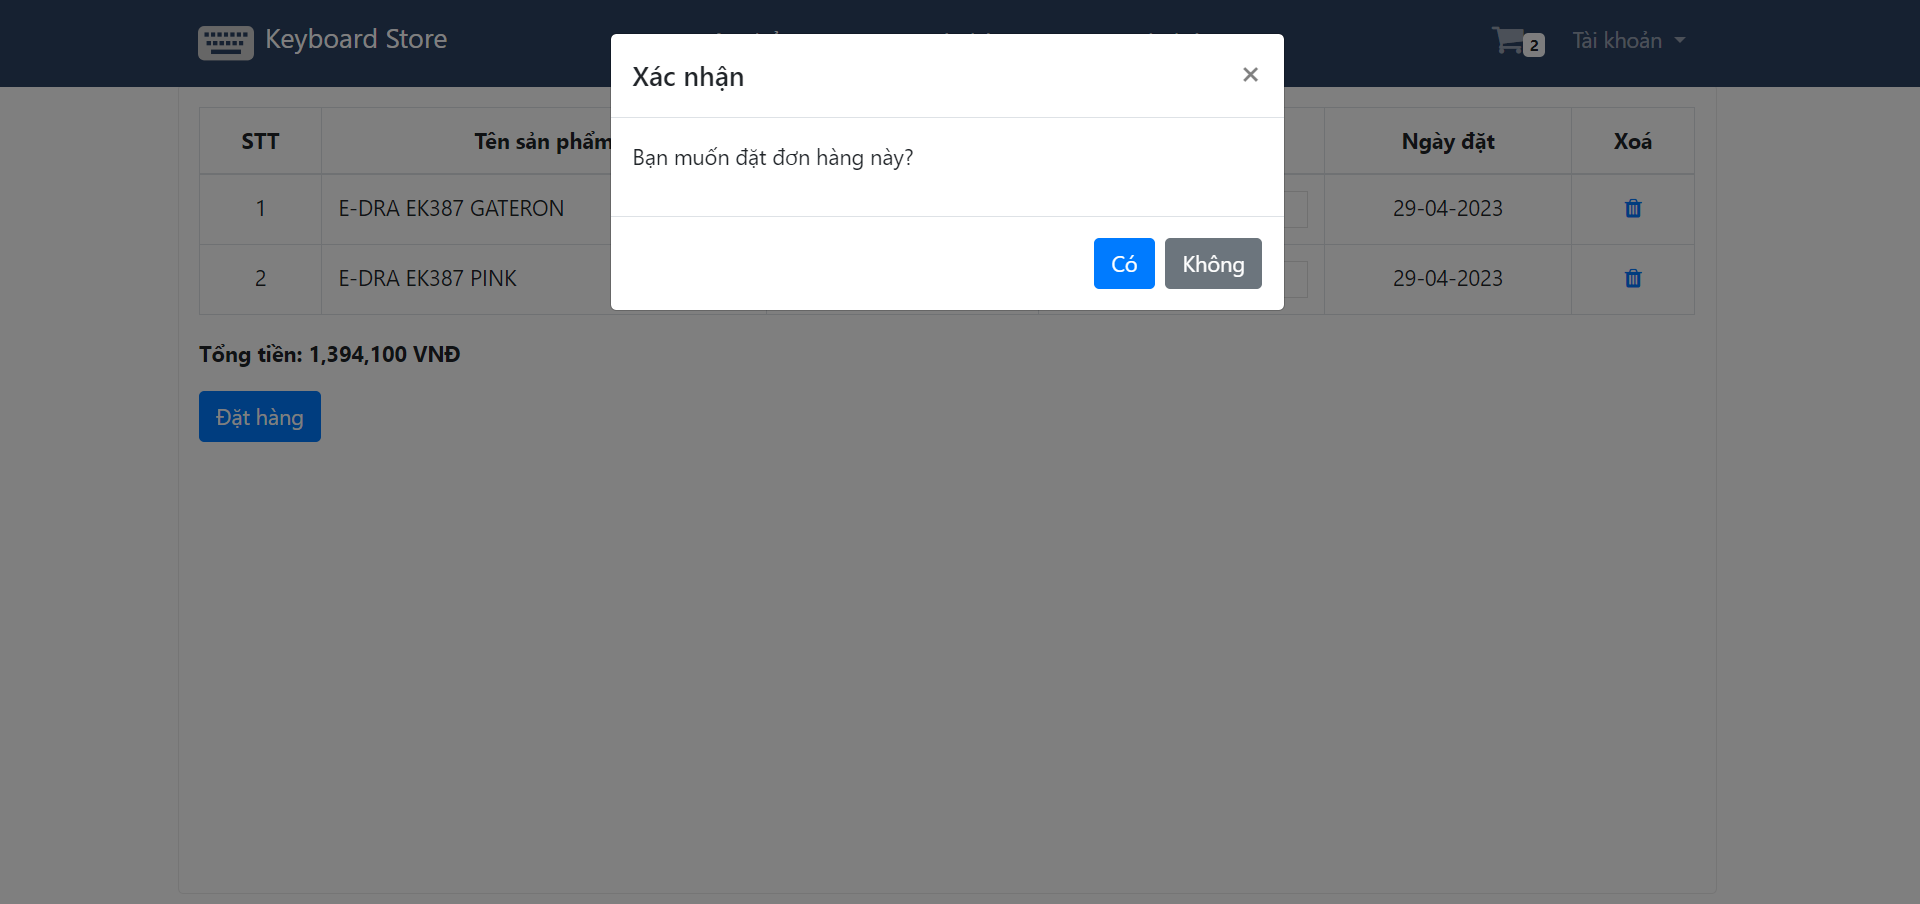 Keyboard Store
2
Tài khoản
Xác nhận
×
Bạn muốn đặt đơn hàng này?
Có
Không
STT
Tên sản phẩm
Ngày đặt
Xoá
1
E-DRA EK387 GATERON
29-04-2023
2
E-DRA EK387 PINK
29-04-2023
Tổng tiền: 1,394,100 VNĐ
Đặt hàng